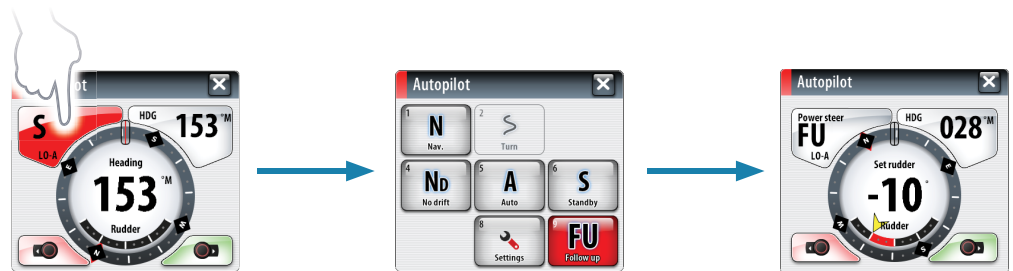 ot
S
LO-A
HDG
153 °M
S
E
Heading
153 °M
Rudder
W
N
Autopilot
1
N
Nav.
2
Turn
4
ND
No drift
5
A
Auto
6
S
Standby
8
Settings
9
FU
Follow up
Autopilot
Power steer
FU
LO-A
HDG
028 °M
N
E
Set rudder
-10 °
Rudder
W
S